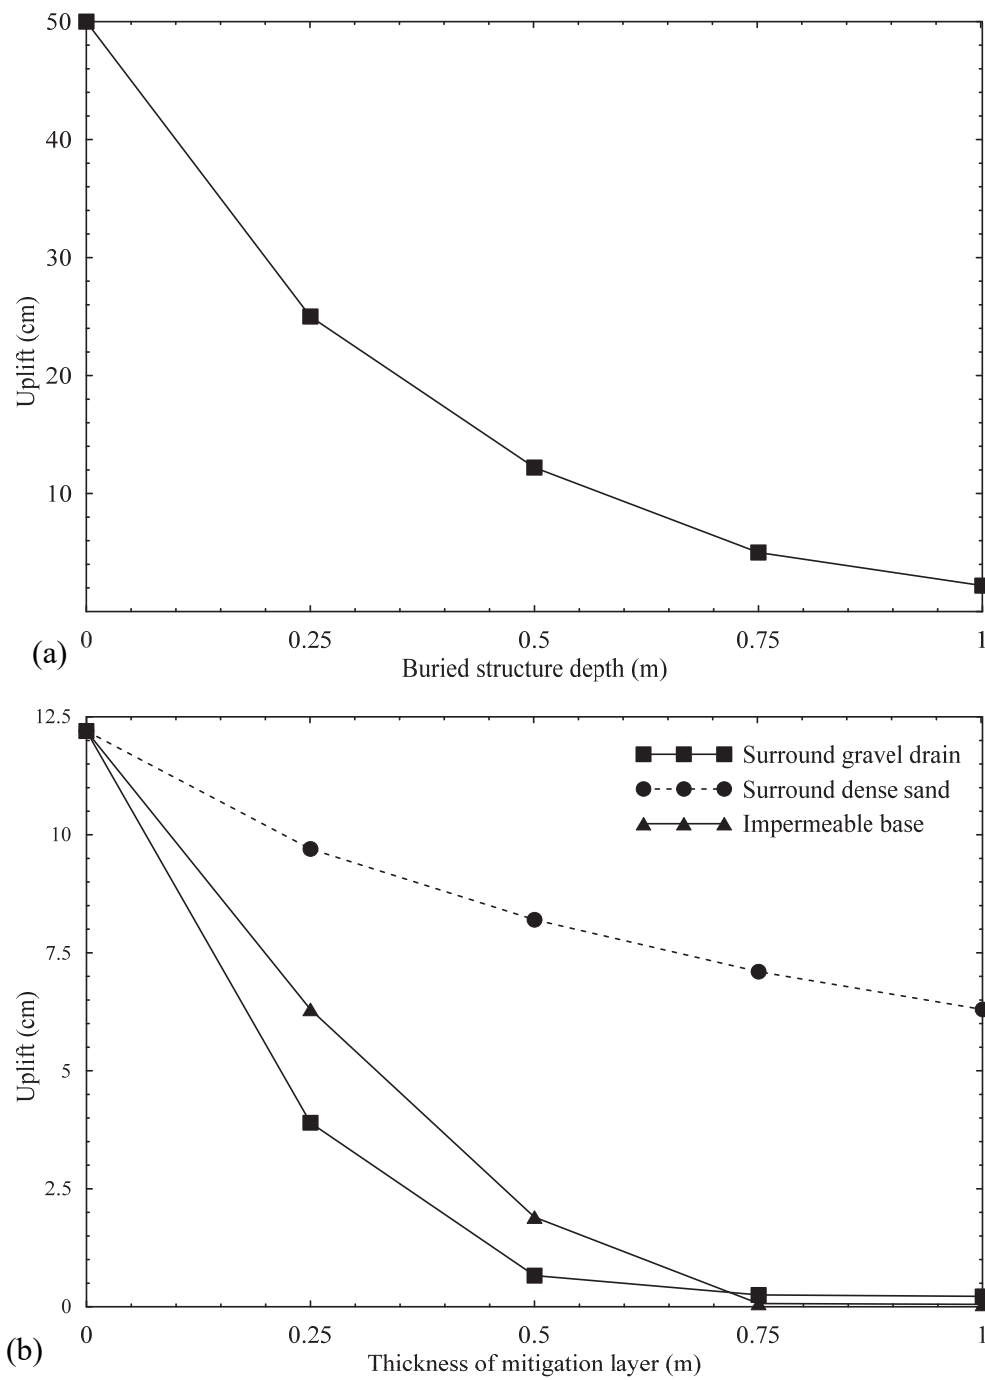 50
40
30
20
10
Uplift (cm)
0 0.25 0.5 0.75 1
(a)
Buried structure depth (m)
12.5
10
7.5
5
2.5
0
Uplift (cm)
Surround gravel drain
Surround dense sand
Impermeable base
0 0.25 0.5 0.75 1
(b)
Thickness of mitigation layer (m)